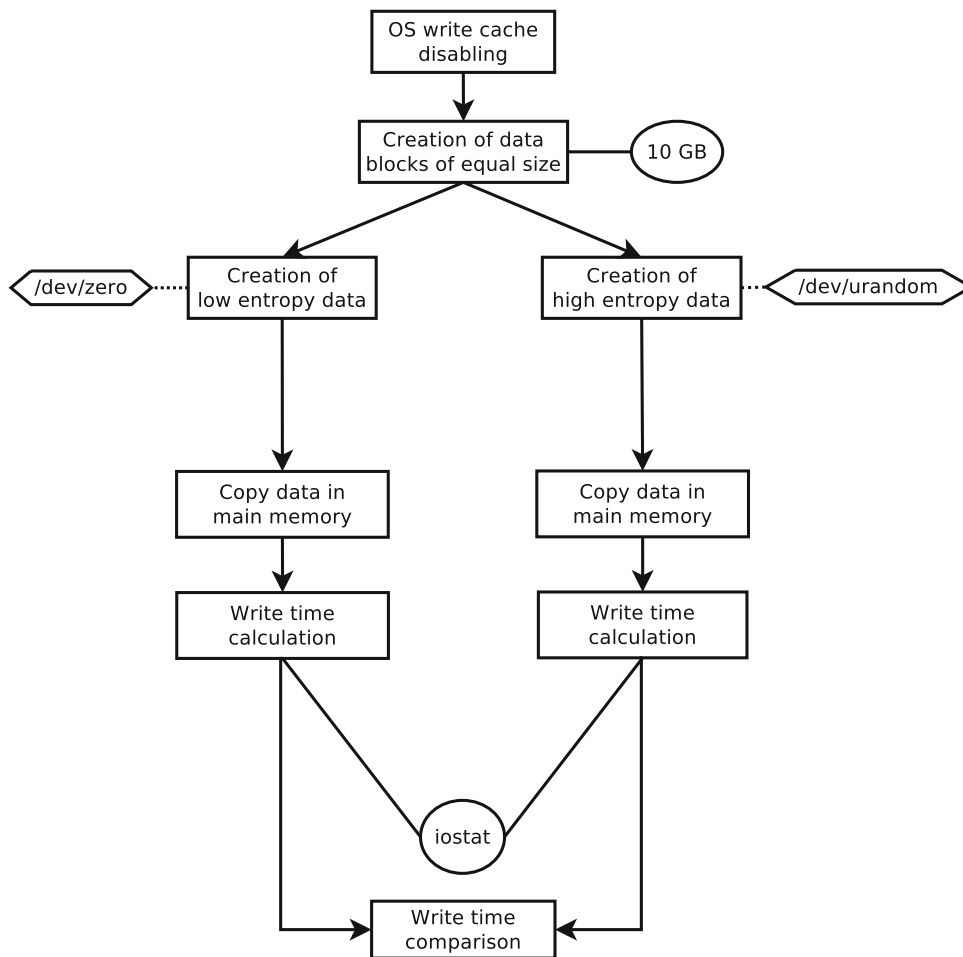 OS write cache
disabling
Creation of data
blocks of equal size
10 GB
/dev/zero
Creation of
low entropy data
Creation of
high entropy data
/dev/urandom
Copy data in
main memory
Copy data in
main memory
Write time
calculation
Write time
calculation
iostat
Write time
comparison